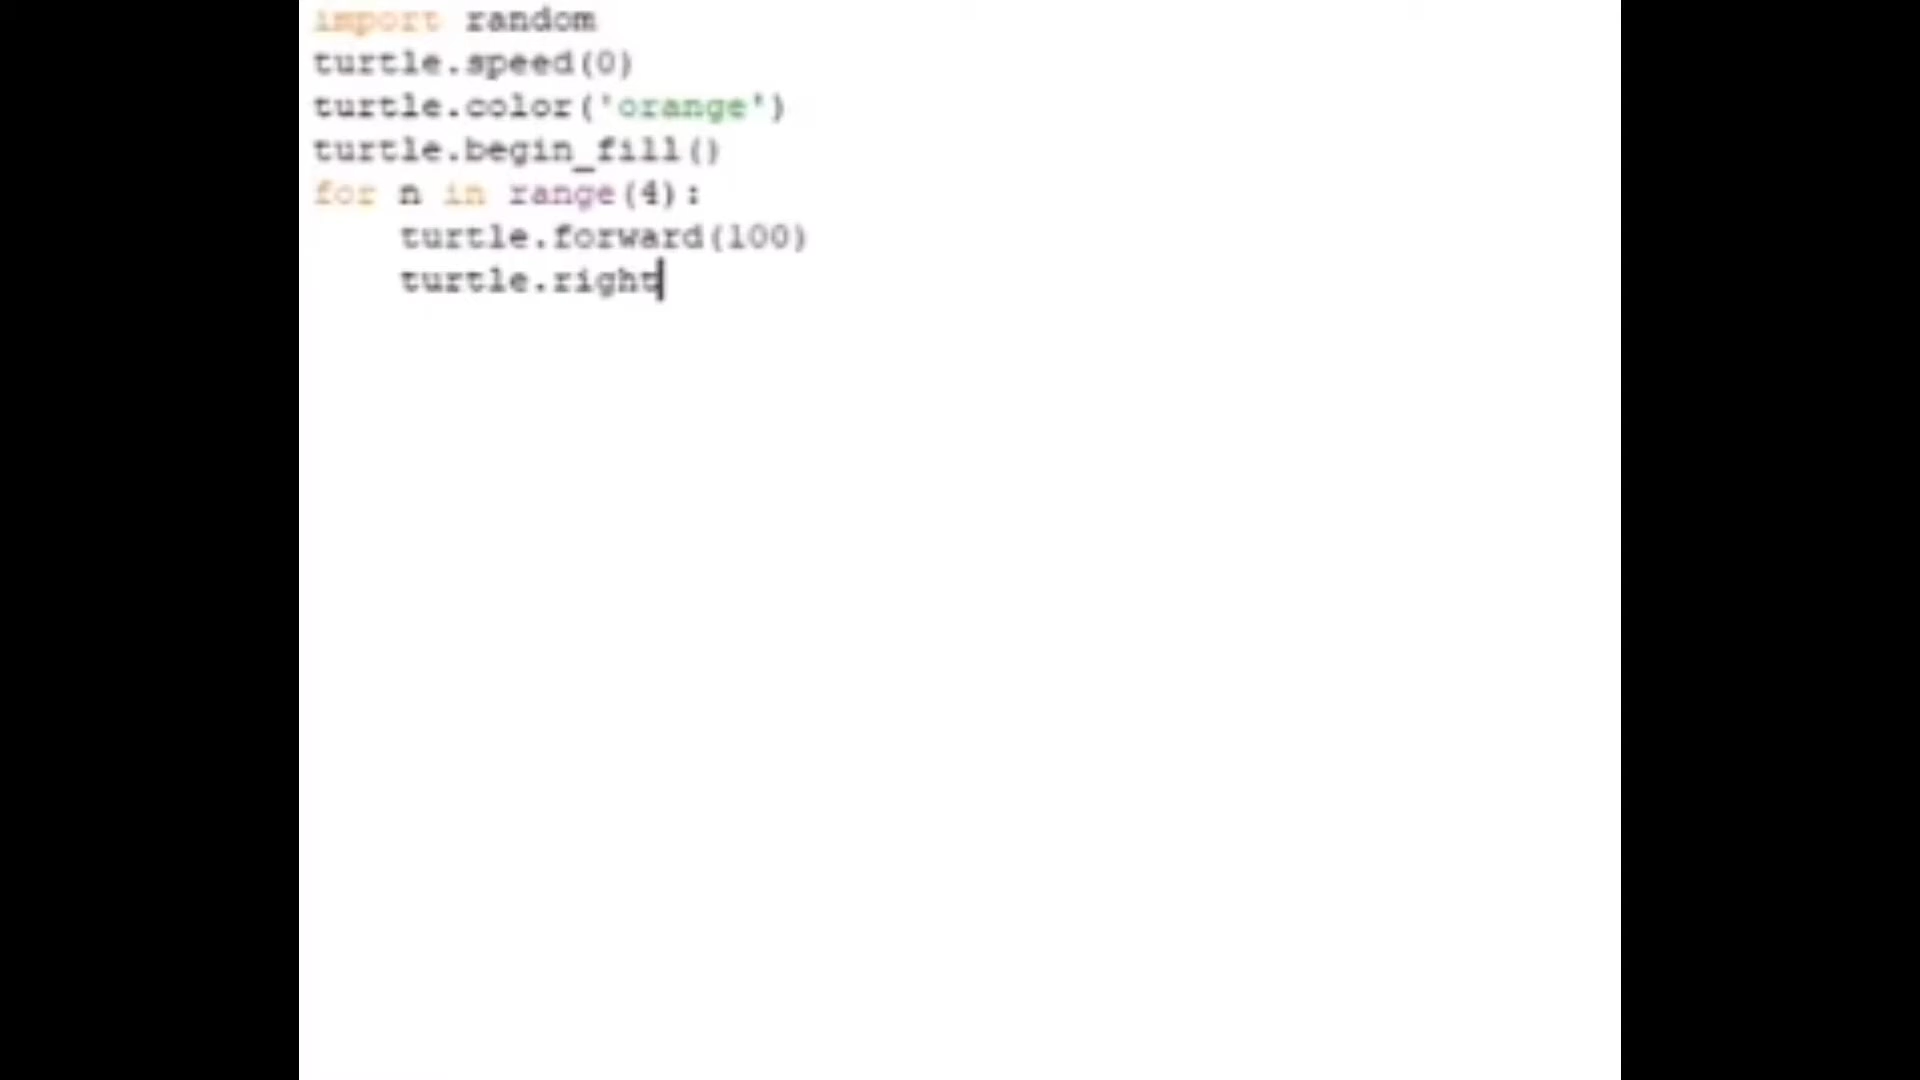 import random
turtle.speed(0)
turtle.color('orange')
turtle.begin_fill()
for n in range(4):
    turtle.forward(100)
    turtle.right